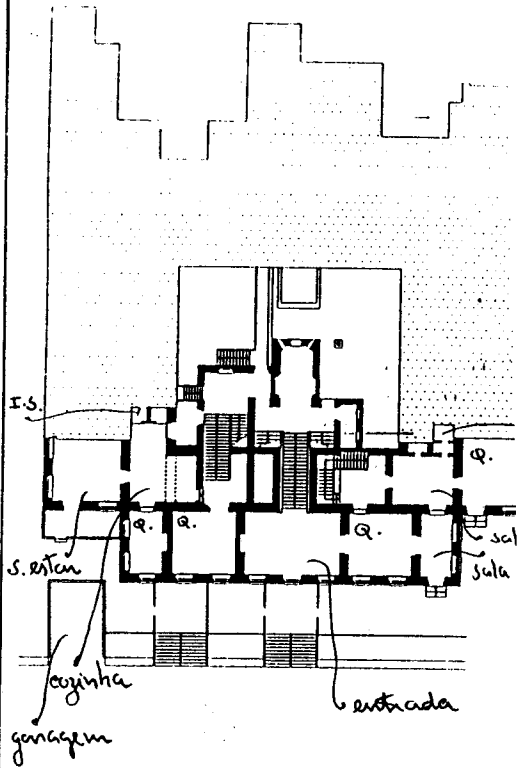 I.S.
Q.
sal
sala
Q.
Q.
Q.
s. estar
cozinha
entrada
garagem